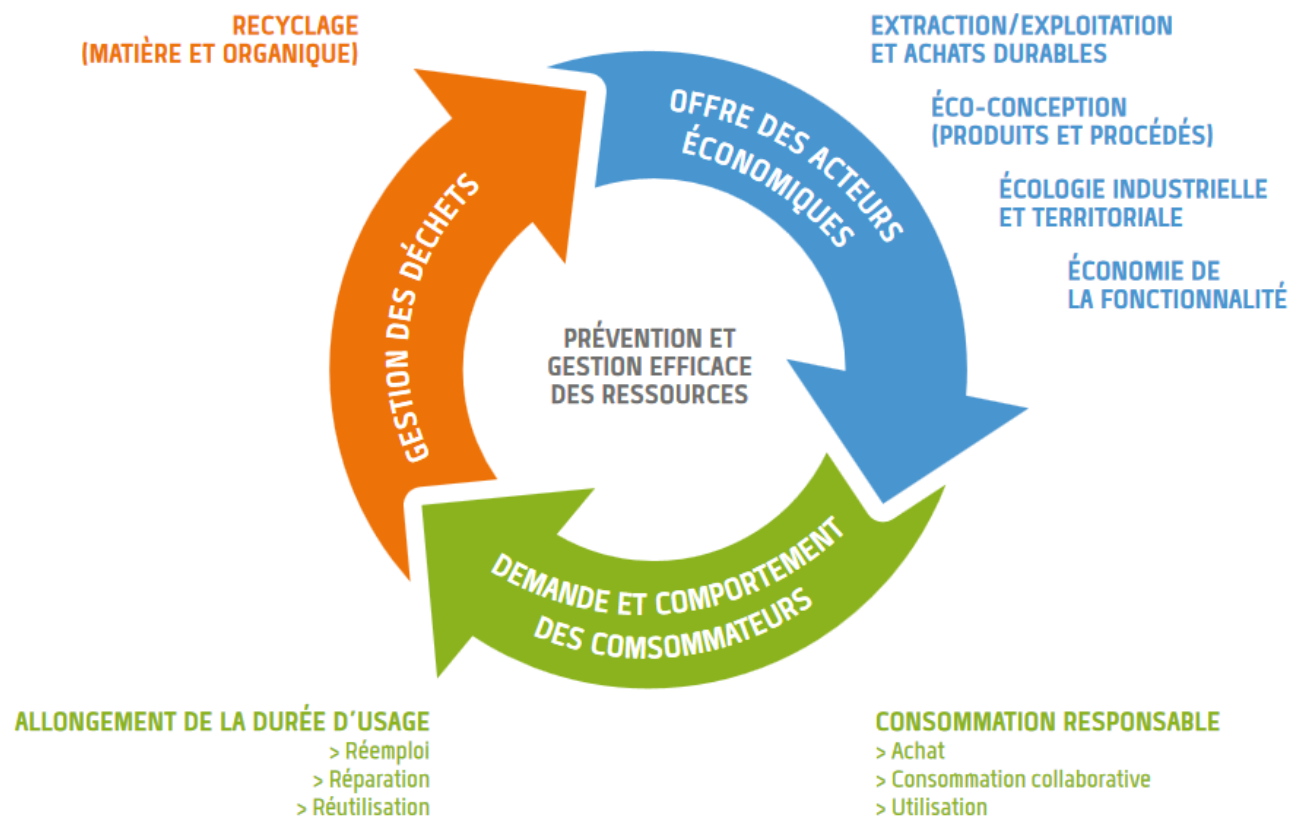 RECYCLAGE
(MATIÈRE ET ORGANIQUE)
EXTRACTION/EXPLOITATION
ET ACHATS DURABLES
ÉCO-CONCEPTION
(PRODUITS ET PROCÉDÉS)
ÉCOLOGIE INDUSTRIELLE
ET TERRITORIALE
ÉCONOMIE DE
LA FONCTIONNALITÉ
OFFRE DES ACTEURS
ÉCONOMIQUES
GESTION DES DÉCHETS
PRÉVENTION ET
GESTION EFFICACE
DES RESSOURCES
DEMANDE ET COMPORTEMENT
DES COMSOMMATEURS
ALLONGEMENT DE LA DURÉE D'USAGE
> Réemploi
> Réparation
> Réutilisation
CONSOMMATION RESPONSABLE
> Achat
> Consommation collaborative
> Utilisation